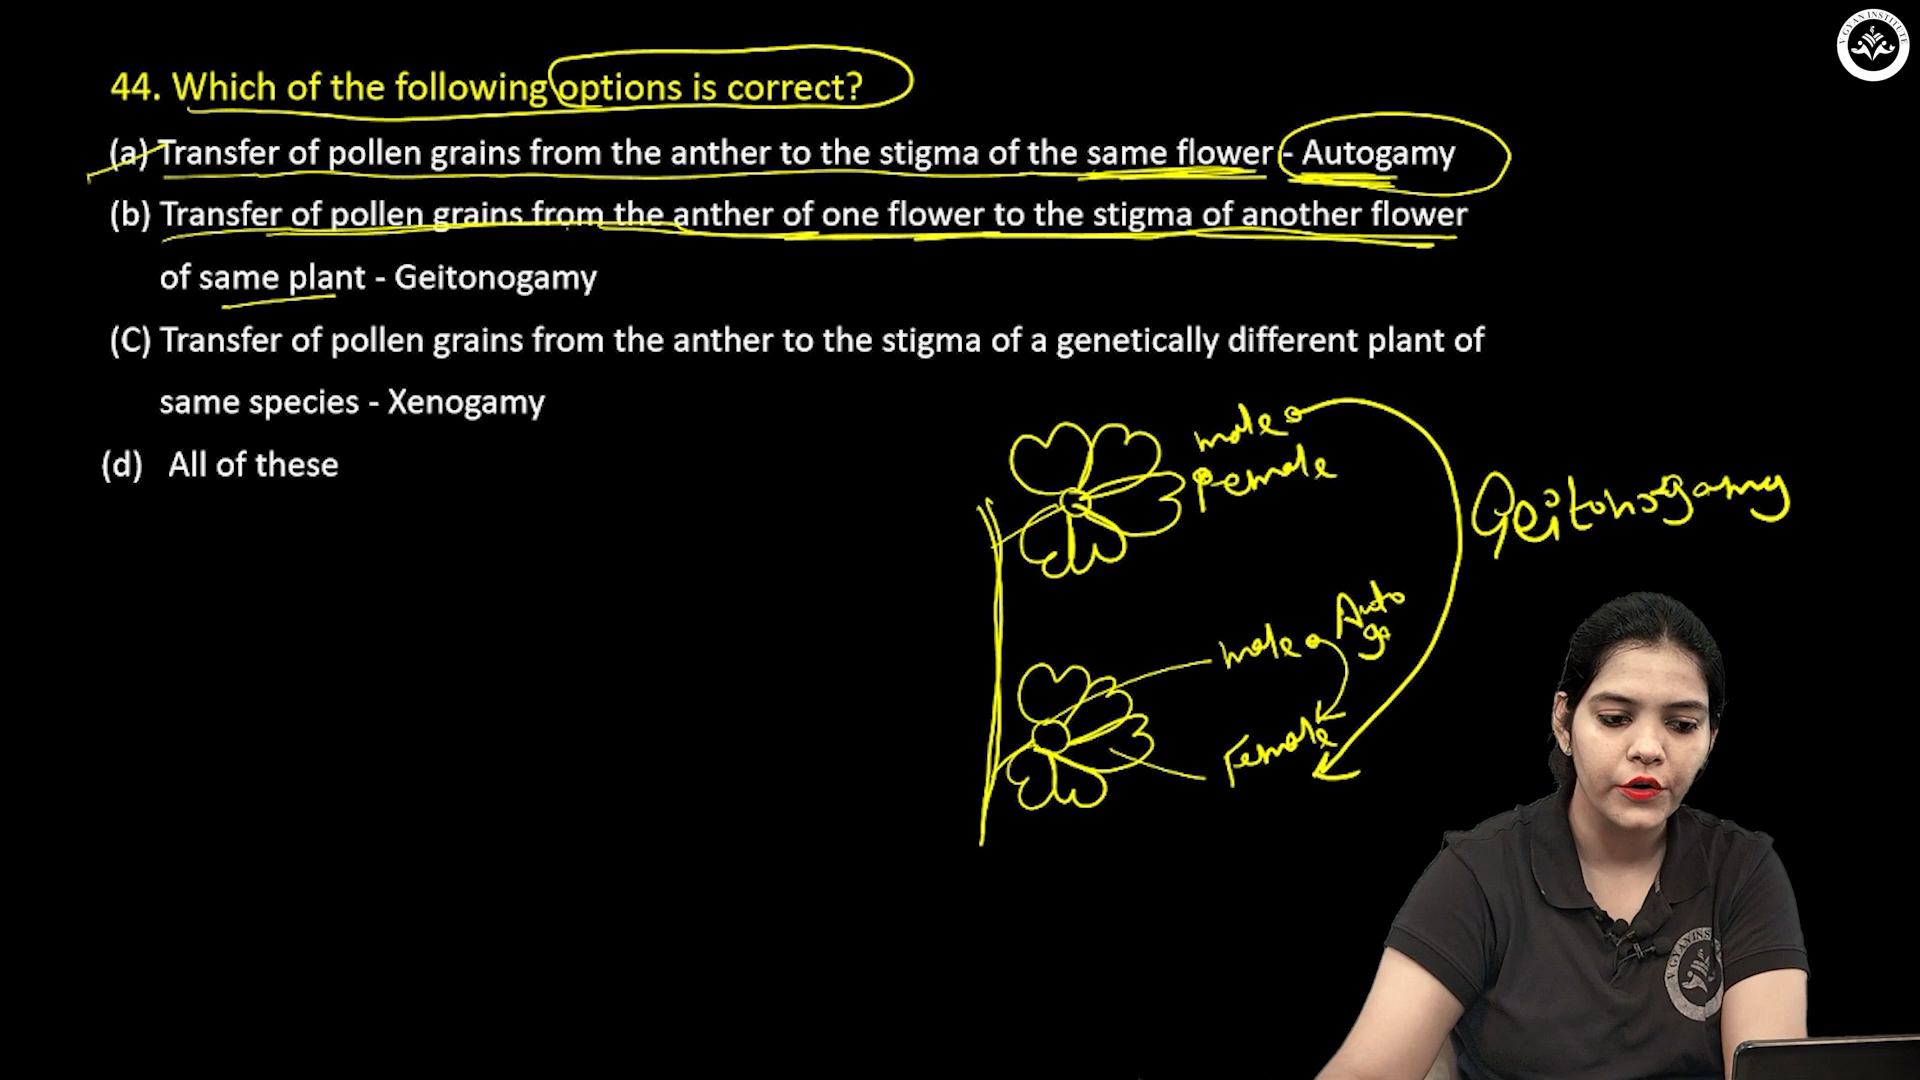 V GYAN INSTITUTE
44. Which of the following options is correct?
(a) Transfer of pollen grains from the anther to the stigma of the same flower - Autogamy
(b) Transfer of pollen grains from the anther of one flower to the stigma of another flower
of same plant - Geitonogamy
(C) Transfer of pollen grains from the anther to the stigma of a genetically different plant of
same species - Xenogamy
(d) All of these
male
Female
Geitonogamy
Auto
ga
male
Female